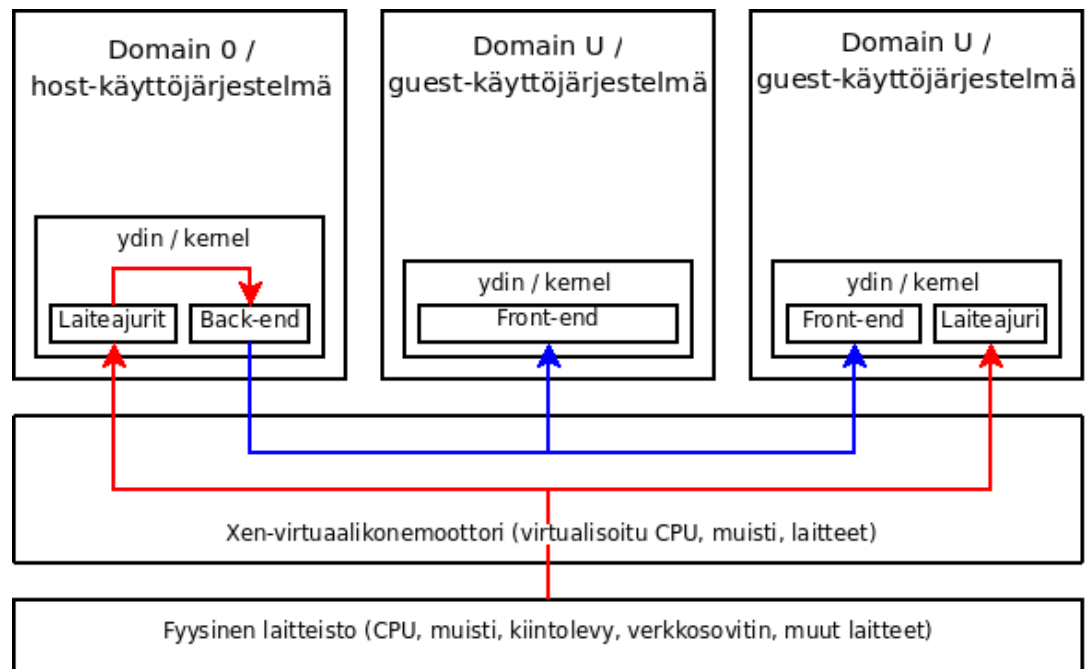 Domain 0 /
host-käyttöjärjestelmä
ydin / kernel
Laiteajurit
Back-end
Domain U /
guest-käyttöjärjestelmä
ydin / kernel
Front-end
Domain U /
guest-käyttöjärjestelmä
ydin / kernel
Front-end
Laiteajuri
Xen-virtuaalikonemoottori (virtualisoitu CPU, muisti, laitteet)
Fyysinen laitteisto (CPU, muisti, kiintolevy, verkkosovitin, muut laitteet)